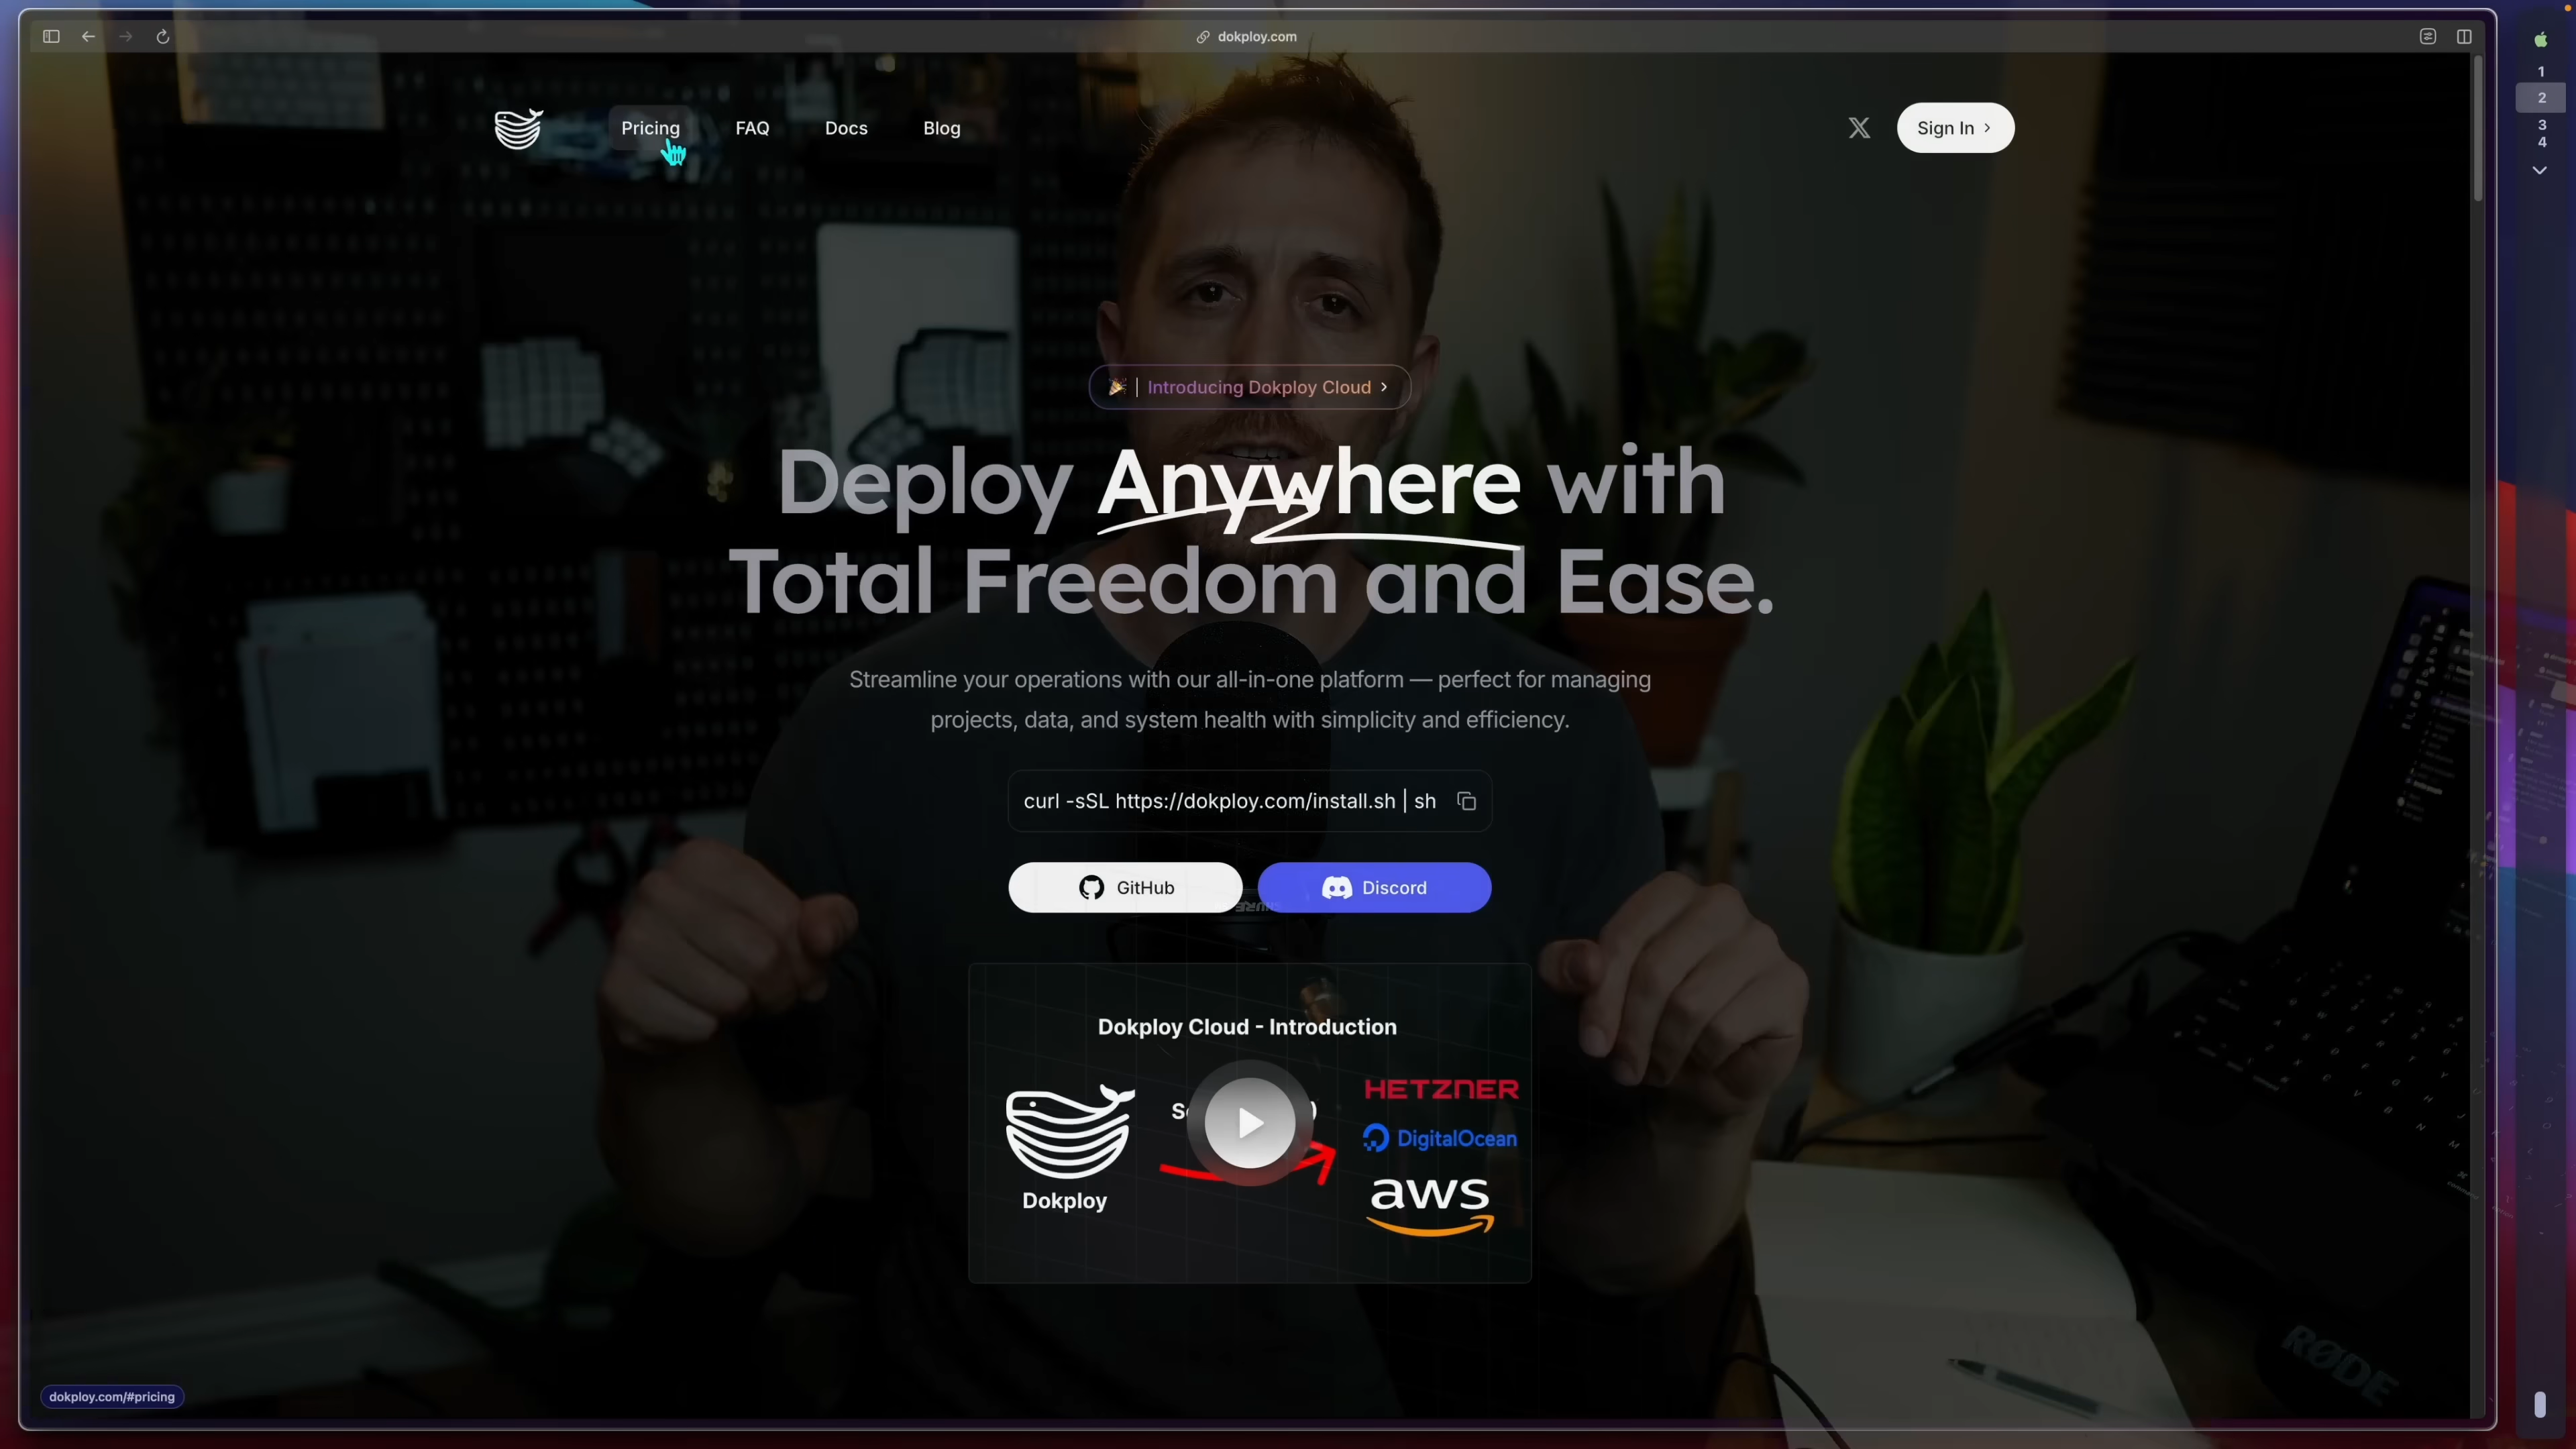 dokploy.com
1
2
3
4
Pricing
FAQ
Docs
Blog
Sign In
Introducing Dokploy Cloud
Deploy Anywhere with
Total Freedom and Ease.
Streamline your operations with our all-in-one platform — perfect for managing
projects, data, and system health with simplicity and efficiency.
curl -sSL https://dokploy.com/install.sh | sh
GitHub
Discord
Dokploy Cloud - Introduction
HETZNER
DigitalOcean
aws
Dokploy
RØDE
dokploy.com/#pricing